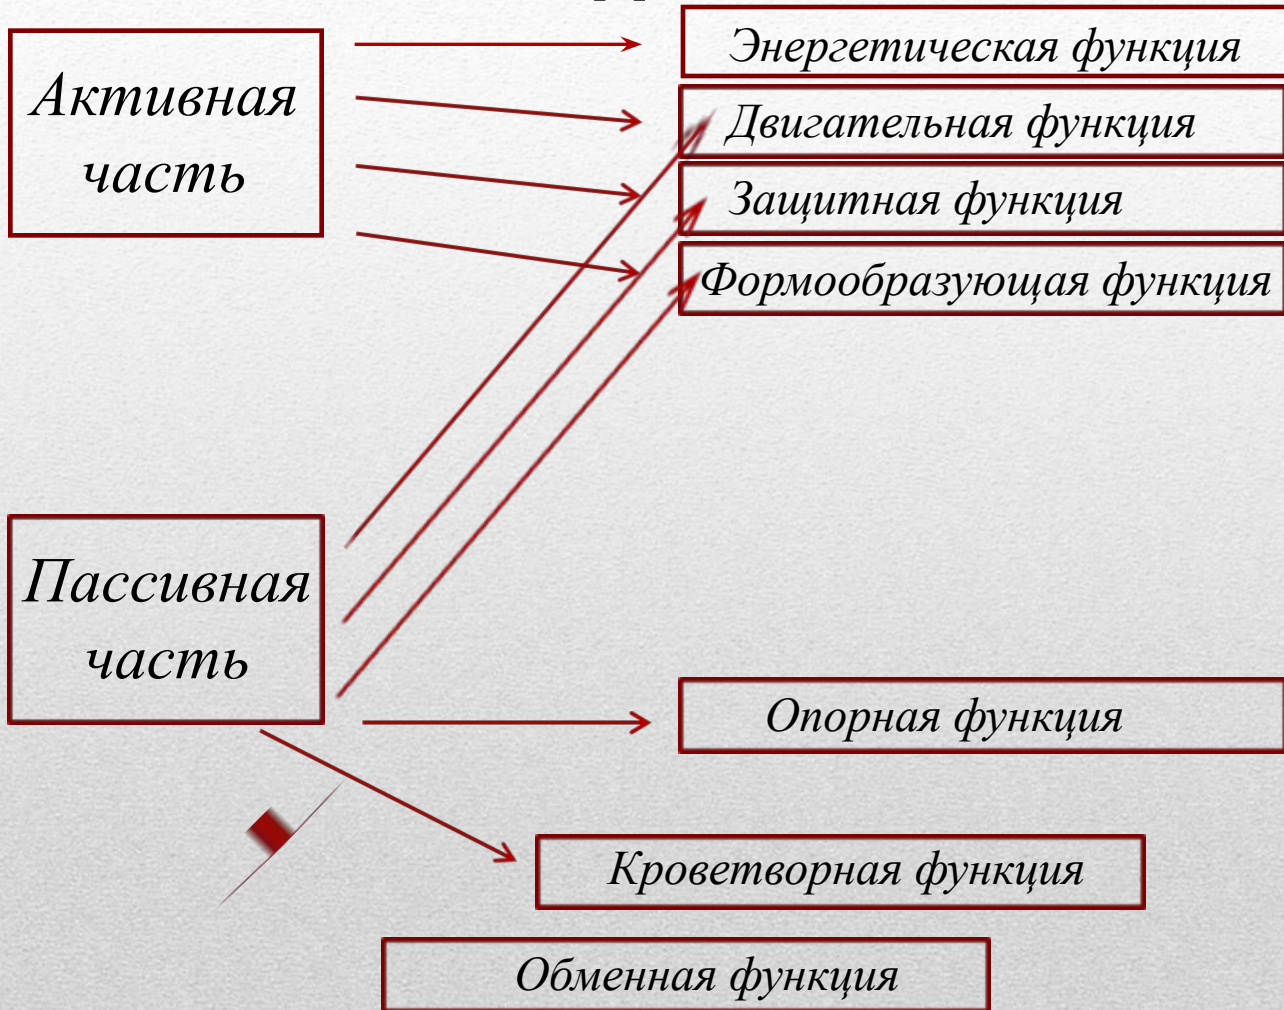 Энергетическая функция
Активная
часть
Двигательная функция
Защитная функция
Формообразующая функция
Пассивная
часть
Опорная функция
Кроветворная функция
Обменная функция